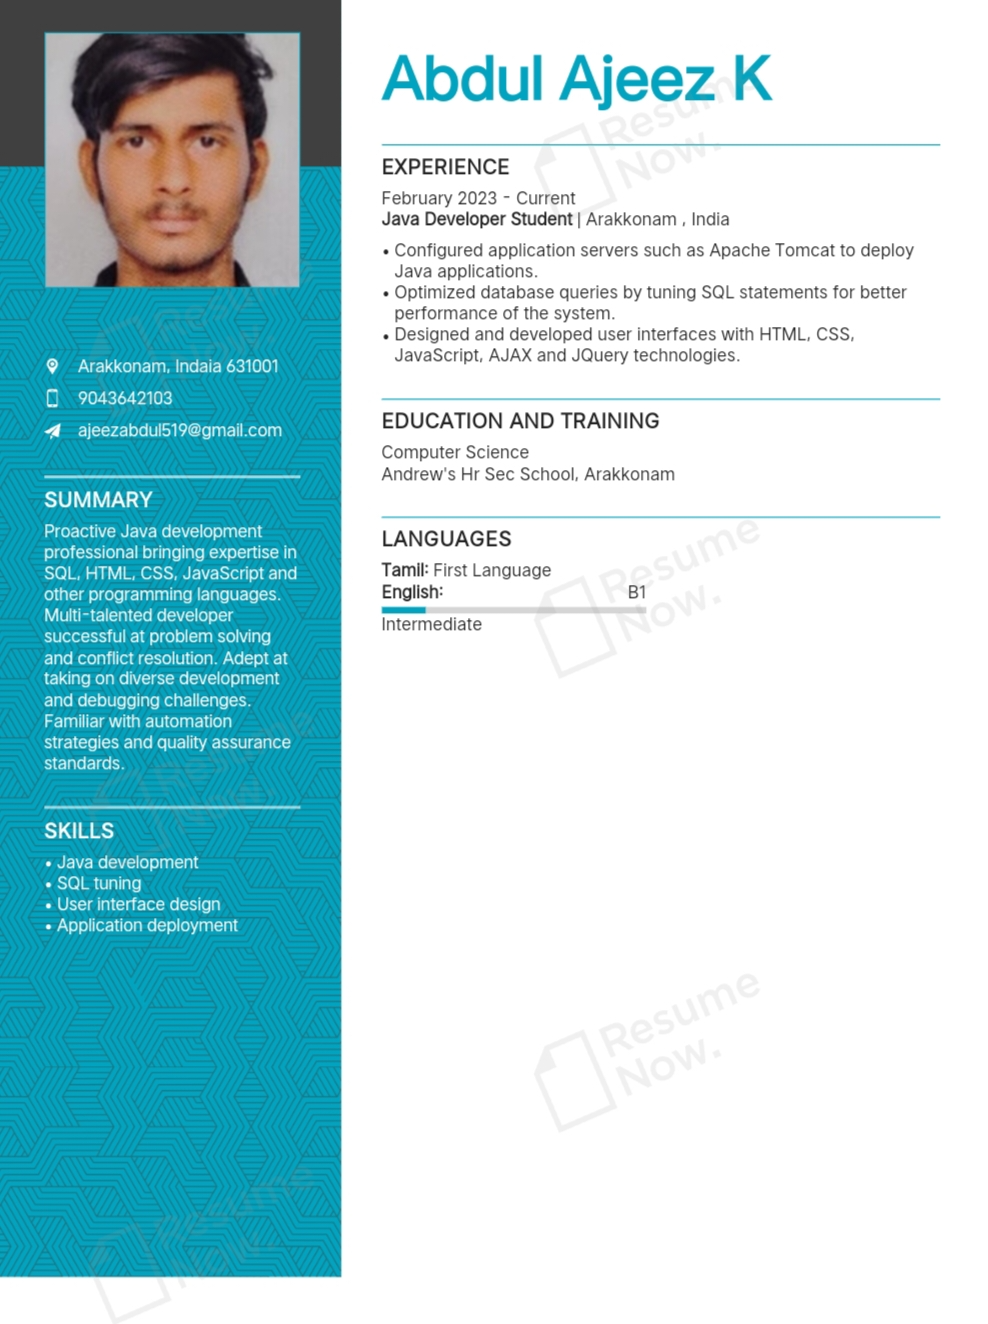 Abdul Ajeez K
Arakkonam, Indaia 631001
9043642103
ajeezabdul519@gmail.com
SUMMARY
Proactive Java development
professional bringing expertise in
SQL, HTML, CSS, JavaScript and
other programming languages.
Multi-talented developer
successful at problem solving
and conflict resolution. Adept at
taking on diverse development
and debugging challenges.
Familiar with automation
strategies and quality assurance
standards.
SKILLS
• Java development
• SQL tuning
• User interface design
• Application deployment
EXPERIENCE
February 2023 - Current
Java Developer Student | Arakkonam , India
• Configured application servers such as Apache Tomcat to deploy
Java applications.
• Optimized database queries by tuning SQL statements for better
performance of the system.
• Designed and developed user interfaces with HTML, CSS,
JavaScript, AJAX and JQuery technologies.
EDUCATION AND TRAINING
Computer Science
Andrew's Hr Sec School, Arakkonam
LANGUAGES
Tamil: First Language
English: B1
Intermediate
Resume
Now.
Resume
Now.
Resume
Now.
Resume
Now.
Resume
Now.
Resume
Now.